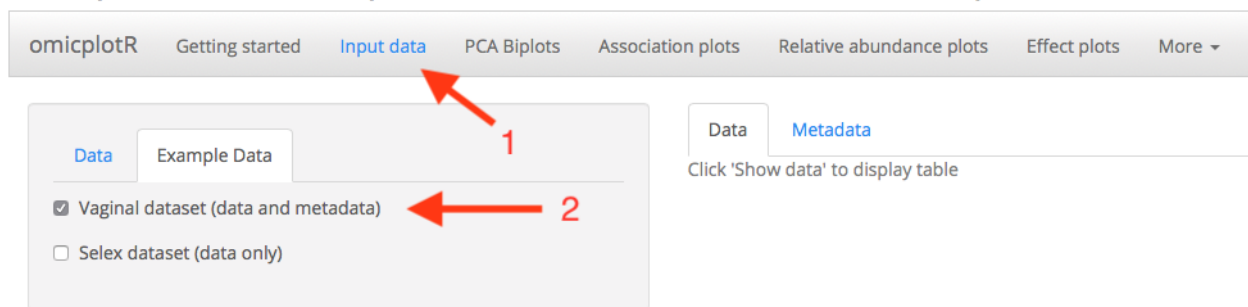 omicplotR Getting started Input data PCA Biplots Association plots Relative abundance plots Effect plots More
1
Data Example Data
Data Metadata
Click 'Show data' to display table
Vaginal dataset (data and metadata) 2
Selex dataset (data only)